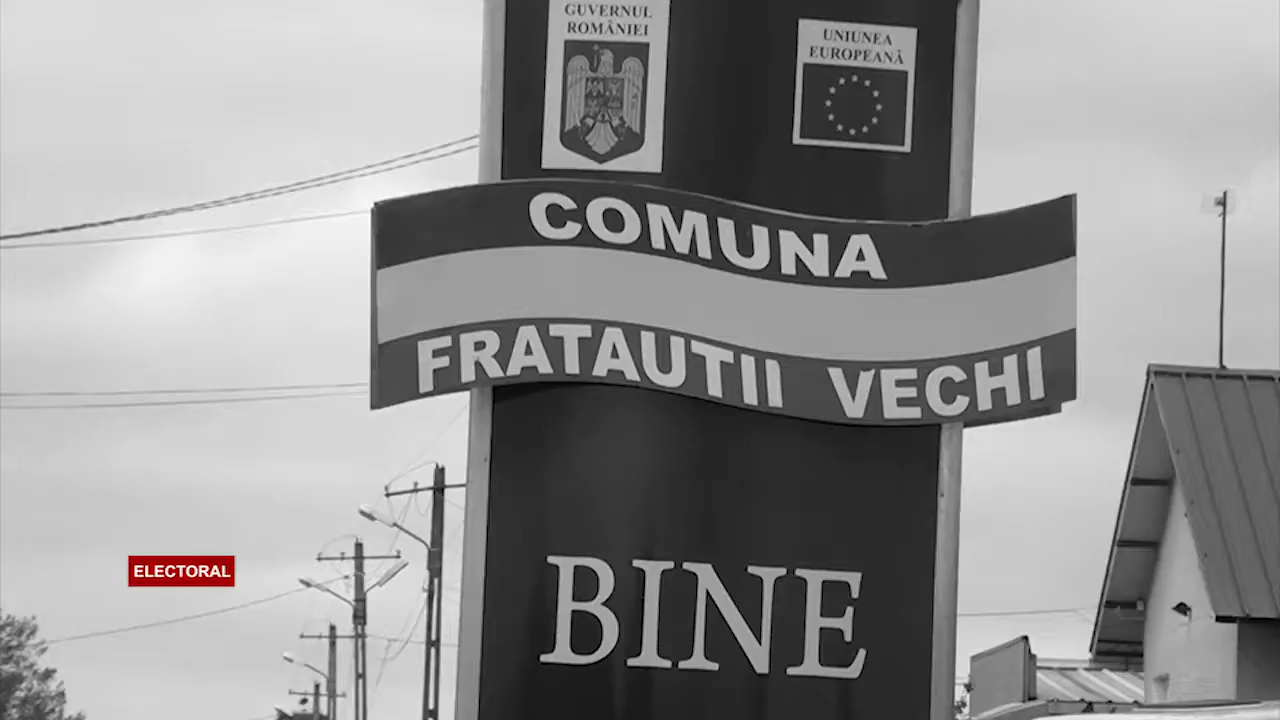 GUVERNUL
ROMÂNIEI
UNIUNEA
EUROPEANĂ
COMUNA
FRATAUTII VECHI
BINE
ELECTORAL